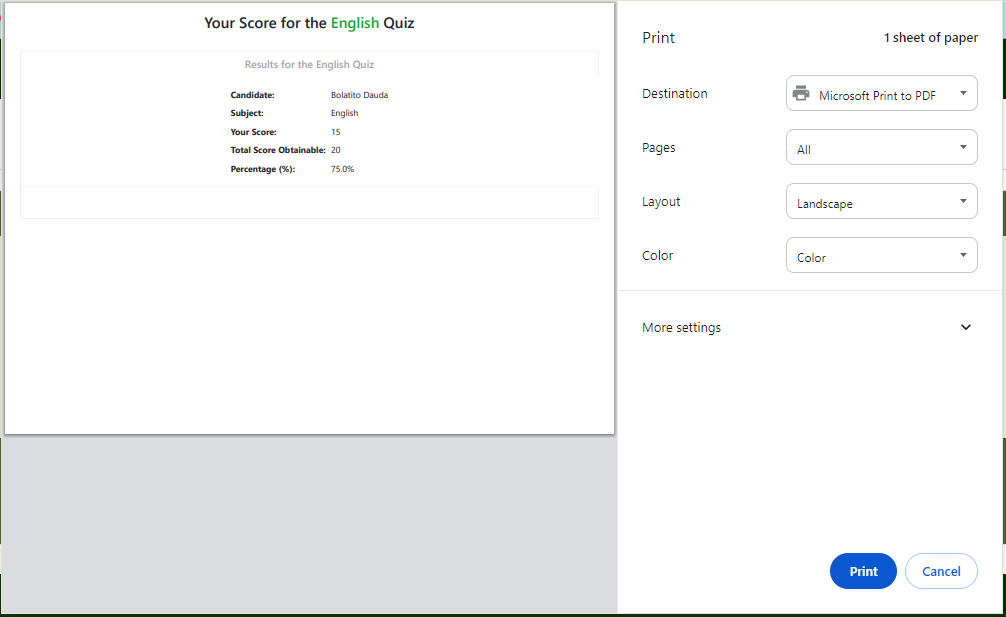 Your Score for the English Quiz
Results for the English Quiz
Candidate: Bolatito Dauda
Subject: English
Your Score: 15
Total Score Obtainable: 20
Percentage (%): 75.0%
Print 1 sheet of paper
Destination Microsoft Print to PDF
Pages All
Layout Landscape
Color Color
More settings
Print Cancel